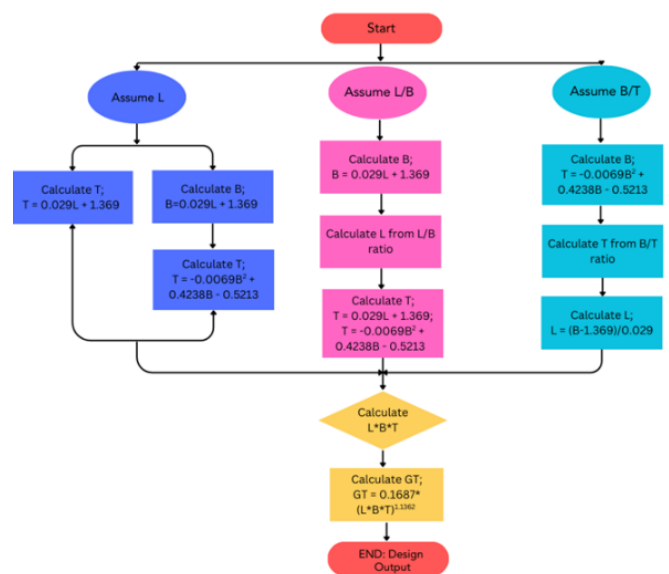 Start
Assume L
Assume L/B
Assume B/T
Calculate T;
T = 0.029L + 1.369
Calculate B;
B=0.029L + 1.369
Calculate T;
T = -0.0069B² +
0.4238B - 0.5213
Calculate B;
B = 0.029L + 1.369
Calculate L from L/B
ratio
Calculate T;
T = 0.029L + 1.369;
T = -0.0069B² +
0.4238B - 0.5213
Calculate B;
T = -0.0069B² +
0.4238B - 0.5213
Calculate T from B/T
ratio
Calculate L;
L = (B-1.369)/0.029
Calculate
L*B*T
Calculate GT;
GT = 0.1687*
(L*B*T)¹·¹³⁶²
END: Design
Output